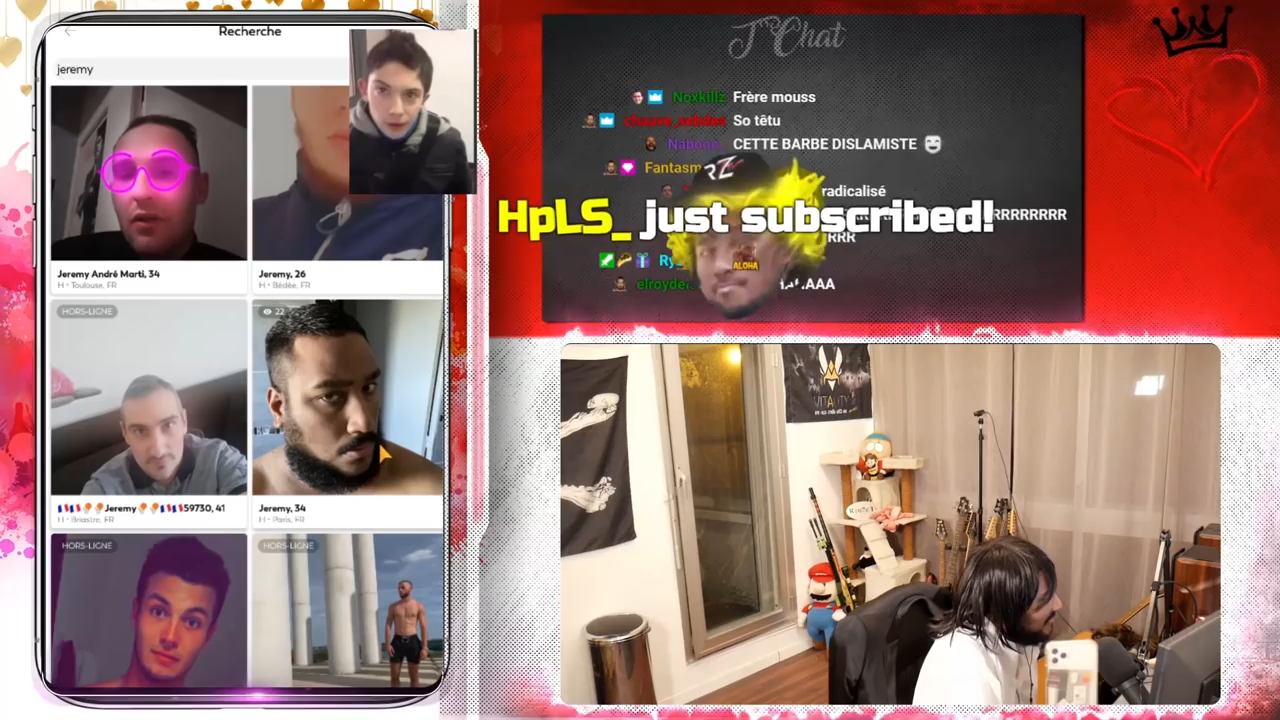 Recherche
jeremy
Jeremy André Marti, 34
H • Toulouse, FR
Jeremy, 26
H • Bédée, FR
HORS-LIGNE
22
Jeremy 59730, 41
H • Briastre, FR
Jeremy, 34
H • Paris, FR
HORS-LIGNE
HORS-LIGNE
J'Chat
Noxkillz Frère mouss
chauve_sebdes So têtu
CETTE BARBE DISLAMISTE
Fantasm
radicalisé
HpLS_ just subscribed!
RRRRRRRR
RRR
ALOHA
elroyde
VITALITY